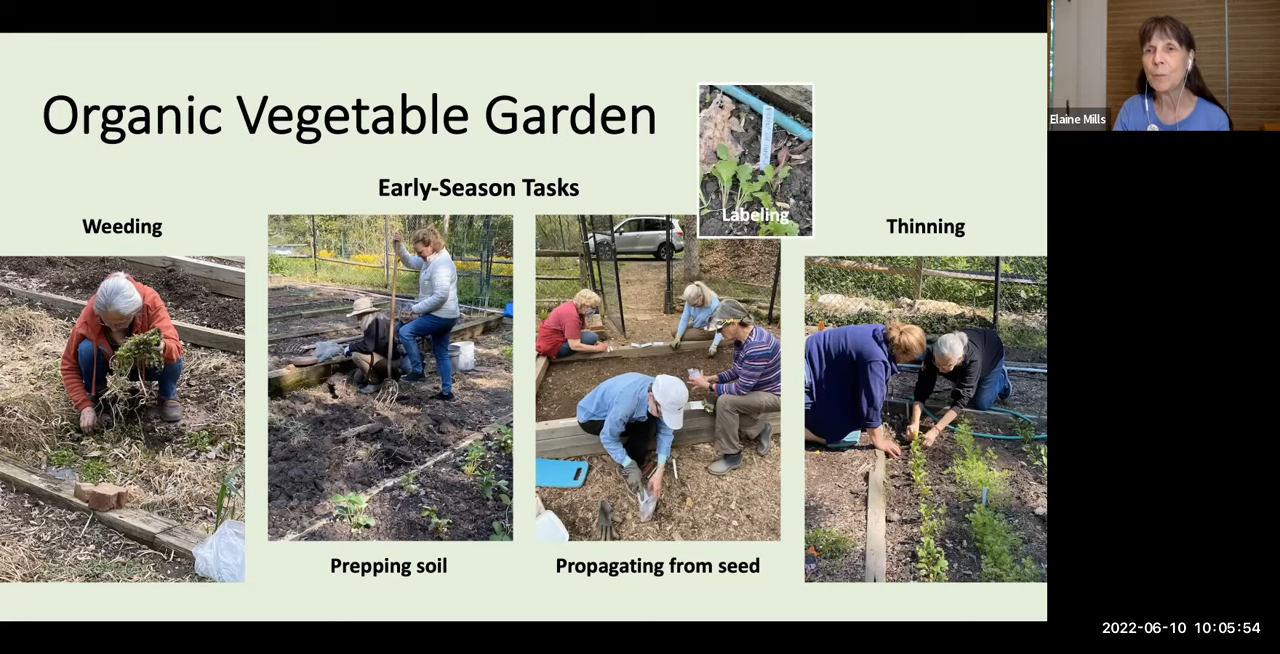 Organic Vegetable Garden
Early-Season Tasks
Weeding
Labeling
Thinning
Prepping soil
Propagating from seed
Elaine Mills
2022-06-10 10:05:54